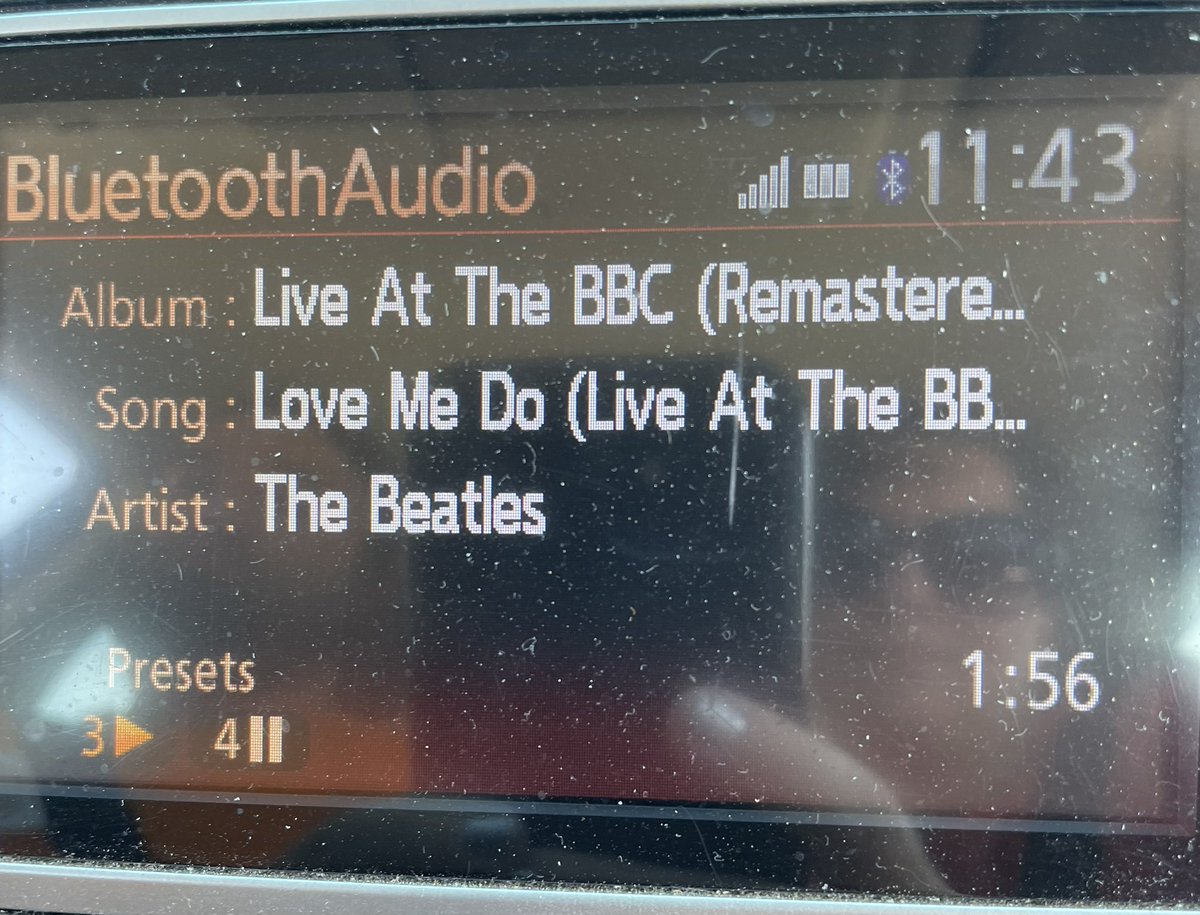 BluetoothAudio 11:43
Album : Live At The BBC (Remastere...
Song : Love Me Do (Live At The BB...
Artist : The Beatles
Presets
1:56
3 4